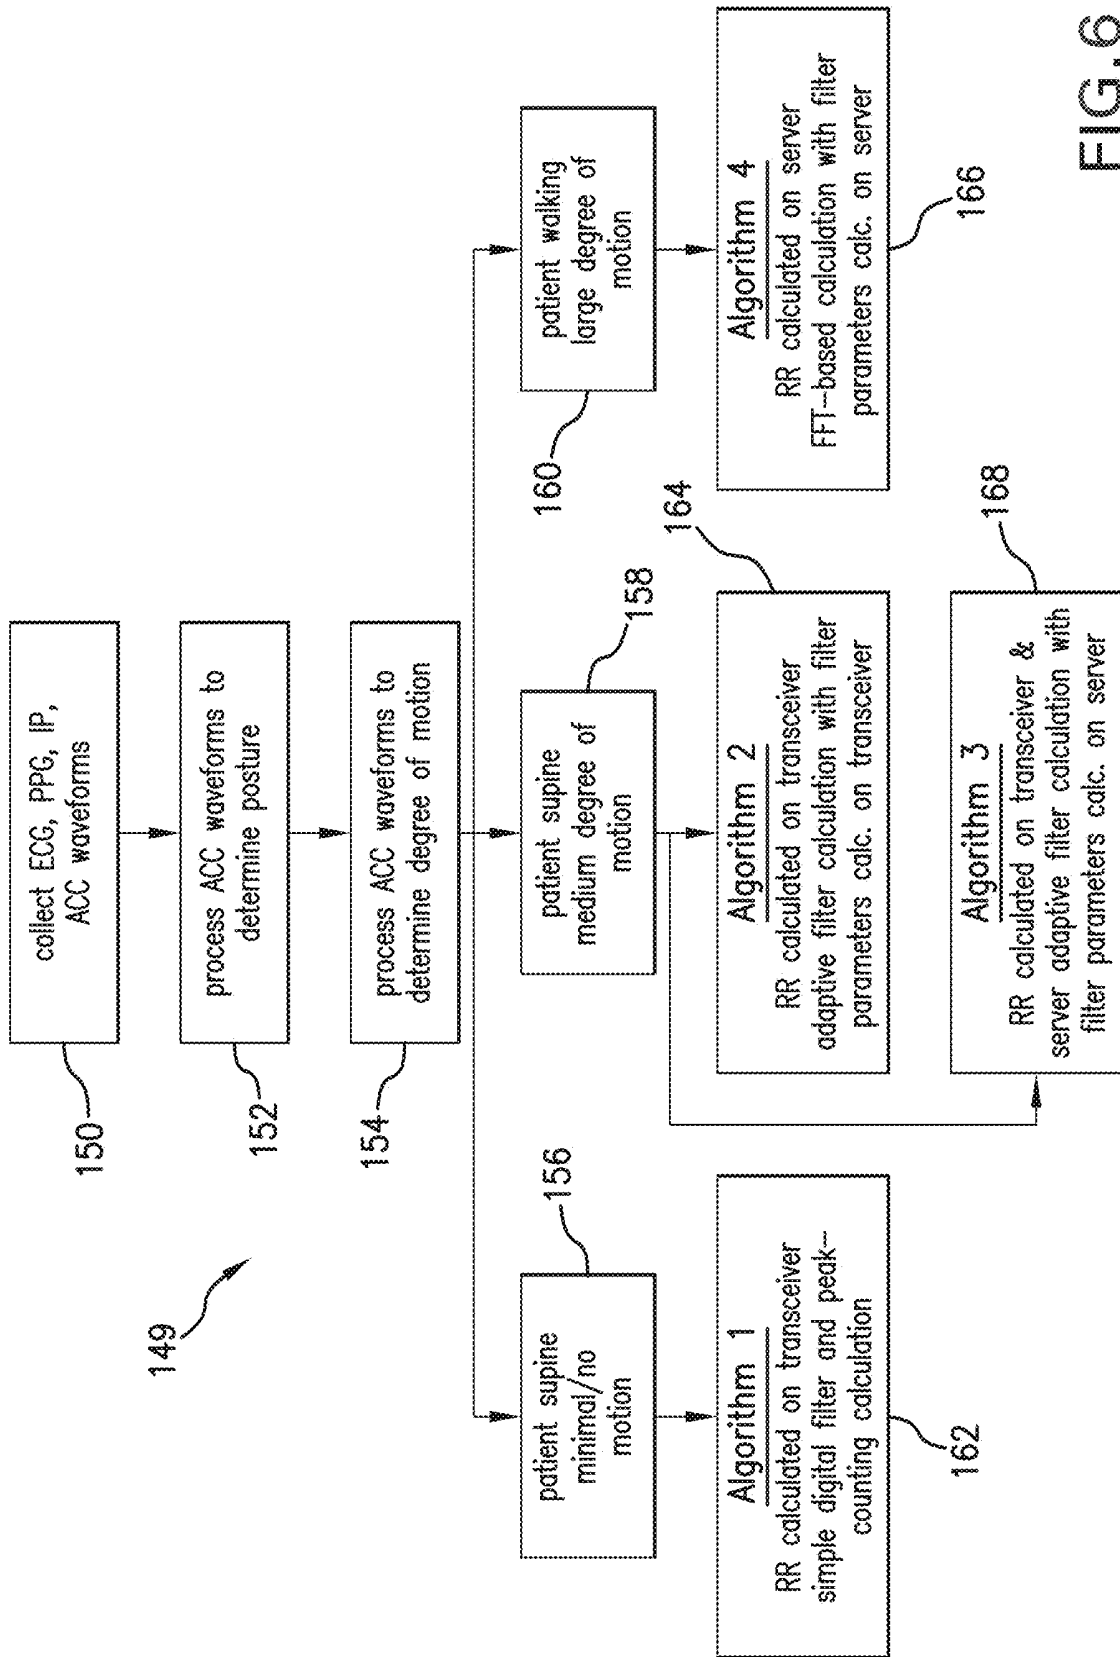 149
150
collect ECG, PPG, IP,
ACC waveforms
152
process ACC waveforms to
determine posture
154
process ACC waveforms to
determine degree of motion
156
patient supine
minimal/no
motion
158
patient supine
medium degree of
motion
160
patient walking
large degree of
motion
Algorithm 1
RR calculated on transceiver
simple digital filter and peak-
counting calculation
162
Algorithm 2
RR calculated on transceiver
adaptive filter calculation with filter
parameters calc. on transceiver
164
Algorithm 4
RR calculated on server
FFT-based calculation with filter
parameters calc. on server
166
Algorithm 3
RR calculated on transceiver &
server adaptive filter calculation with
filter parameters calc. on server
168
FIG. 6